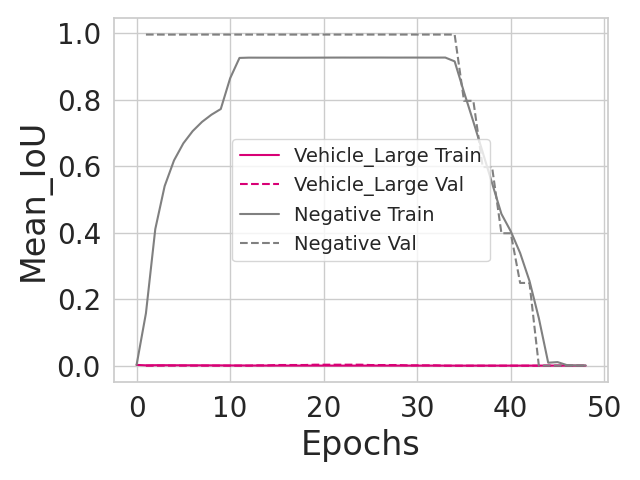 1.0
0.8
0.6
0.4
0.2
0.0
Mean_IoU
Vehicle_Large Train
Vehicle_Large Val
Negative Train
Negative Val
0 10 20 30 40 50
Epochs